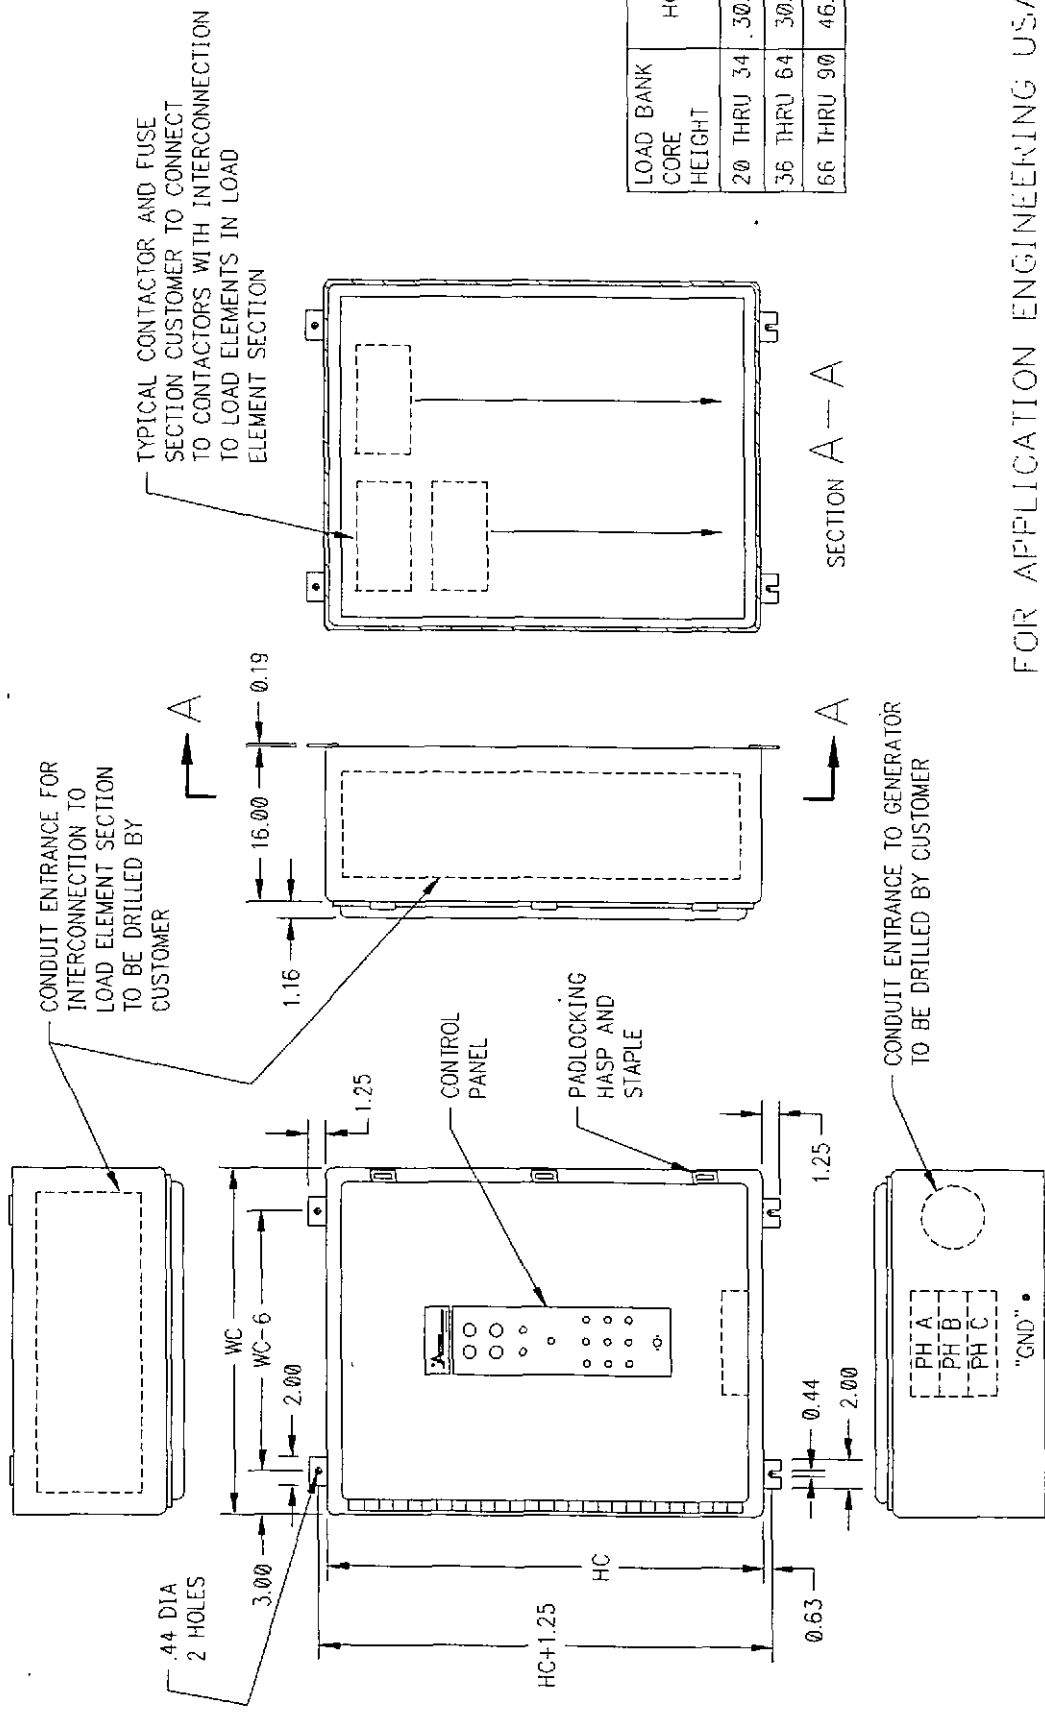 CONDUIT ENTRANCE FOR
INTERCONNECTION TO
LOAD ELEMENT SECTION
TO BE DRILLED BY
CUSTOMER
TYPICAL CONTACTOR AND FUSE
SECTION CUSTOMER TO CONNECT
TO CONTACTORS WITH INTERCONNECTION
TO LOAD ELEMENTS IN LOAD
ELEMENT SECTION
.44 DIA
2 HOLES
WC
WC-6
3.00
2.00
1.25
1.16
16.00
0.19
A
A
CONTROL
PANEL
PADLOCKING
HASP AND
STAPLE
HC
HC+1.25
0.63
0.44
2.00
1.25
SECTION A-A
CONDUIT ENTRANCE TO GENERATOR
TO BE DRILLED BY CUSTOMER
PH A
PH B
PH C
"GND"
LOAD BANK
CORE
HEIGHT
20 THRU 34 .30.
36 THRU 64 30.
66 THRU 90 46.
FOR APPLICATION ENGINEERING